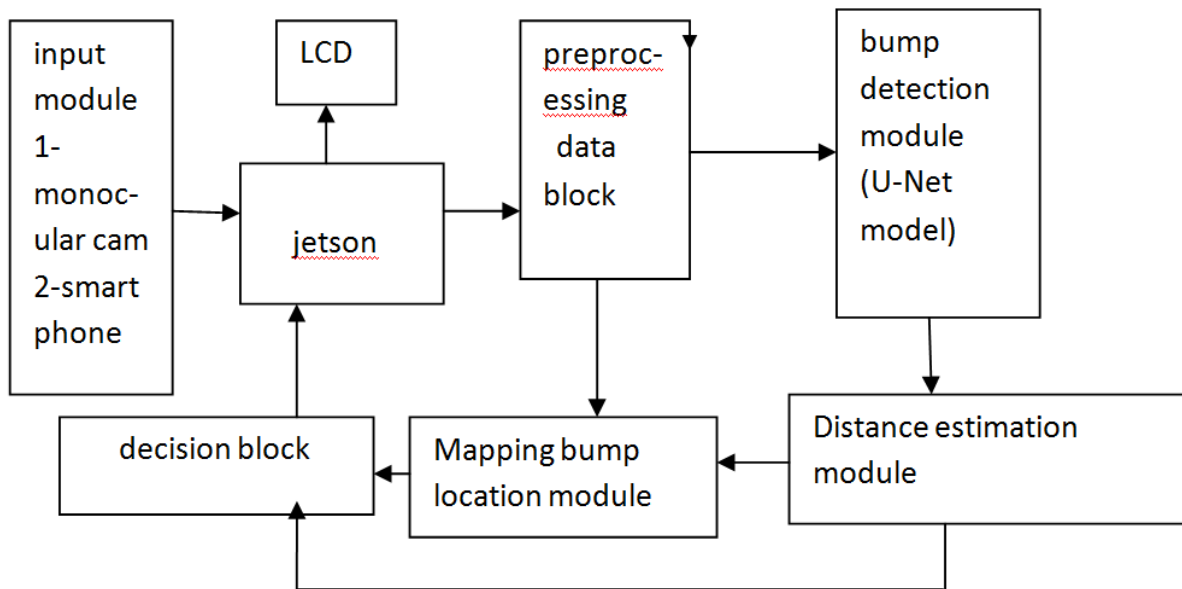 input
module
1-
monoc-
ular cam
2-smart
phone
LCD
jetson
preproc-
essing
data
block
bump
detection
module
(U-Net
model)
decision block
Mapping bump
location module
Distance estimation
module